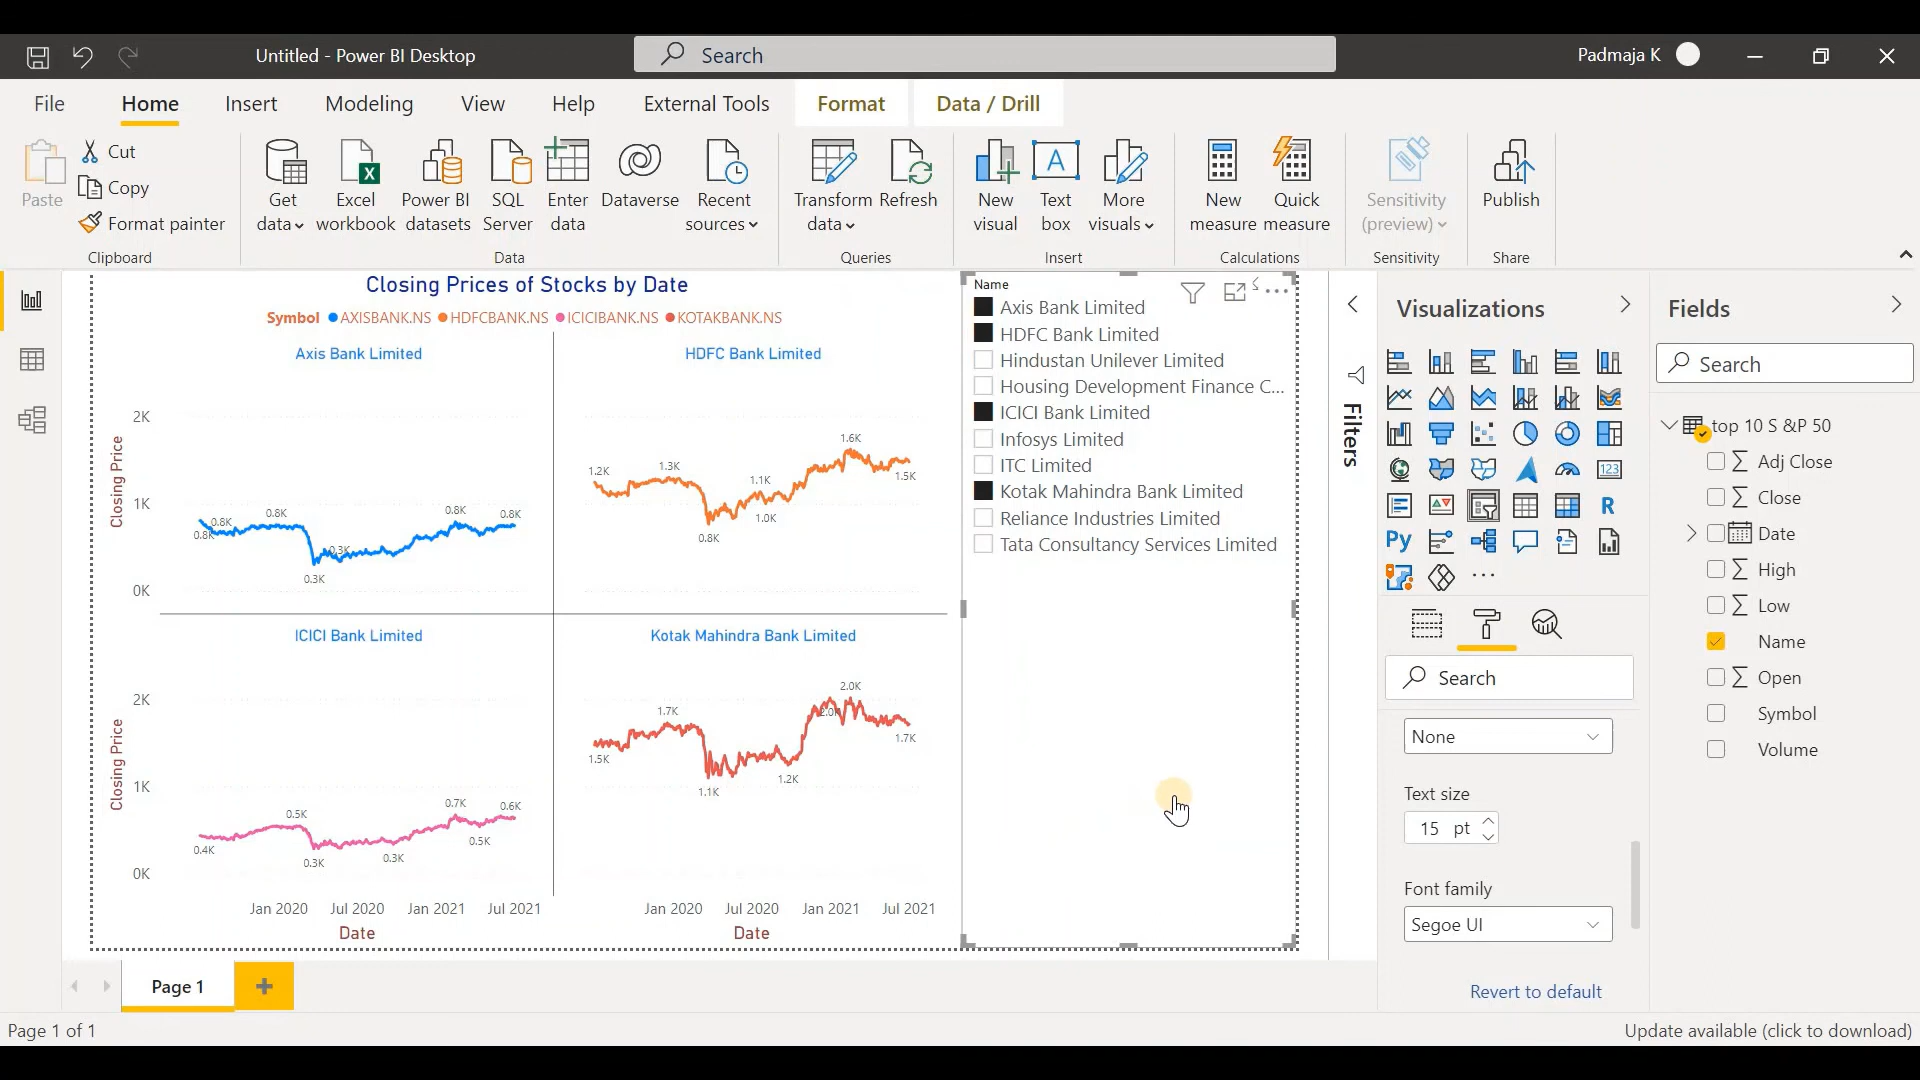 Untitled - Power BI Desktop
Search
Padmaja K
File
Home
Insert
Modeling
View
Help
External Tools
Format
Data / Drill
Paste
Cut
Copy
Format painter
Clipboard
Get data
Excel workbook
Power BI datasets
SQL Server
Enter data
Dataverse
Recent sources
Data
Transform data
Refresh
Queries
New visual
Text box
More visuals
Insert
New measure
Quick measure
Calculations
Sensitivity (preview)
Sensitivity
Publish
Share
Closing Prices of Stocks by Date
Symbol AXISBANK.NS HDFCBANK.NS ICICIBANK.NS KOTAKBANK.NS
Axis Bank Limited
Closing Price
2K
1K
0K
0.8K
0.8K
0.8K
0.3K
0.3K
0.8K
0.8K
HDFC Bank Limited
1.2K
1.3K
0.8K
1.1K
1.0K
1.6K
1.5K
ICICI Bank Limited
Closing Price
2K
1K
0K
0.4K
0.5K
0.3K
0.3K
0.7K
0.5K
0.6K
Jan 2020
Jul 2020
Jan 2021
Jul 2021
Date
Kotak Mahindra Bank Limited
1.5K
1.7K
1.1K
1.2K
2.0K
2.0K
1.7K
Jan 2020
Jul 2020
Jan 2021
Jul 2021
Date
Name
Axis Bank Limited
HDFC Bank Limited
Hindustan Unilever Limited
Housing Development Finance C...
ICICI Bank Limited
Infosys Limited
ITC Limited
Kotak Mahindra Bank Limited
Reliance Industries Limited
Tata Consultancy Services Limited
Filters
Visualizations
123
R
Py
Search
None
Text size
15 pt
Font family
Segoe UI
Revert to default
Fields
Search
top 10 S &P 50
Adj Close
Close
Date
High
Low
Name
Open
Symbol
Volume
Page 1
Page 1 of 1
Update available (click to download)